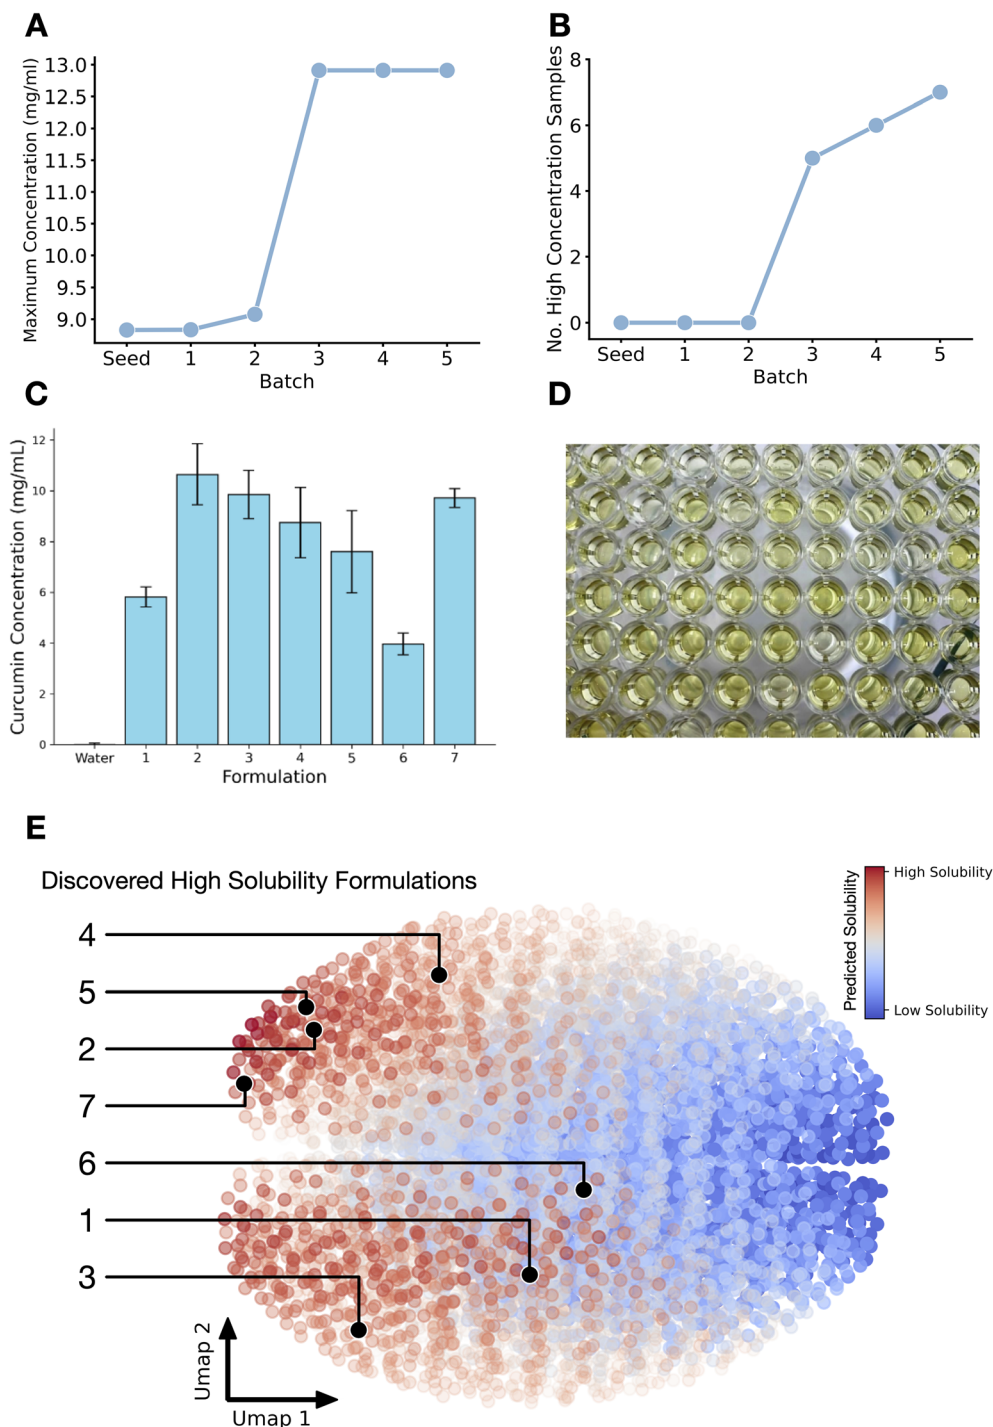 A
Maximum Concentration (mg/ml)
13.0
12.5
12.0
11.5
11.0
10.5
10.0
9.5
9.0
Seed 1 2 3 4 5
Batch
B
No. High Concentration Samples
8
6
4
2
0
Seed 1 2 3 4 5
Batch
C
Curcumin Concentration (mg/mL)
12
10
8
6
4
2
0
Water 1 2 3 4 5 6 7
Formulation
D
E
Discovered High Solubility Formulations
4
5
2
7
6
1
3
Predicted Solubility
High Solubility
Low Solubility
Umap 2
Umap 1